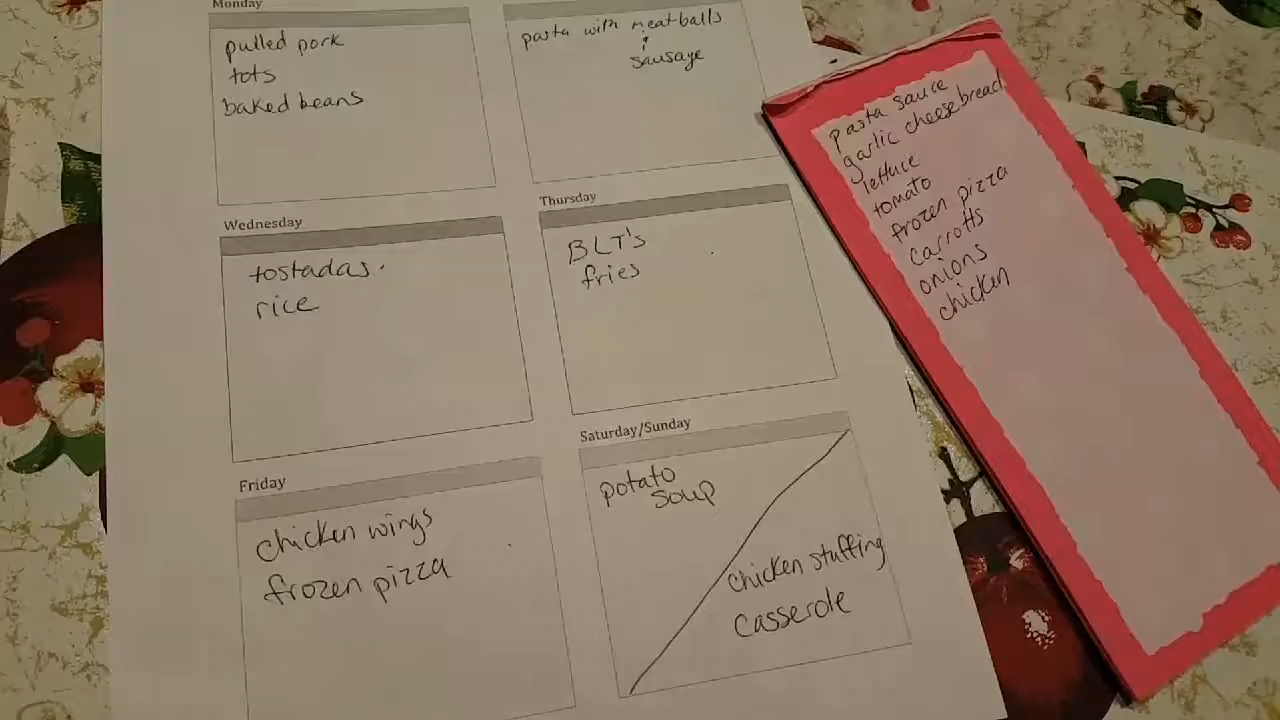 Monday
pulled pork
tots
baked beans
pasta with meatballs
&
sausage
Wednesday
tostadas.
rice
Thursday
BLT's
fries
Friday
chicken wings
frozen pizza
Saturday/Sunday
potato
soup
chicken stuffing
casserole
pasta sauce
garlic cheesebread
lettuce
tomato
frozen pizza
carrotts
onions
chicken